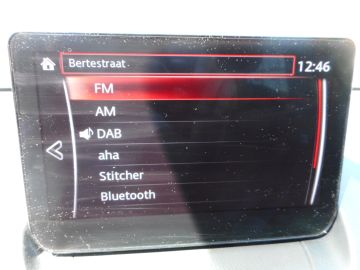 Bertestraat
12:46
FM
AM
DAB
aha
Stitcher
Bluetooth